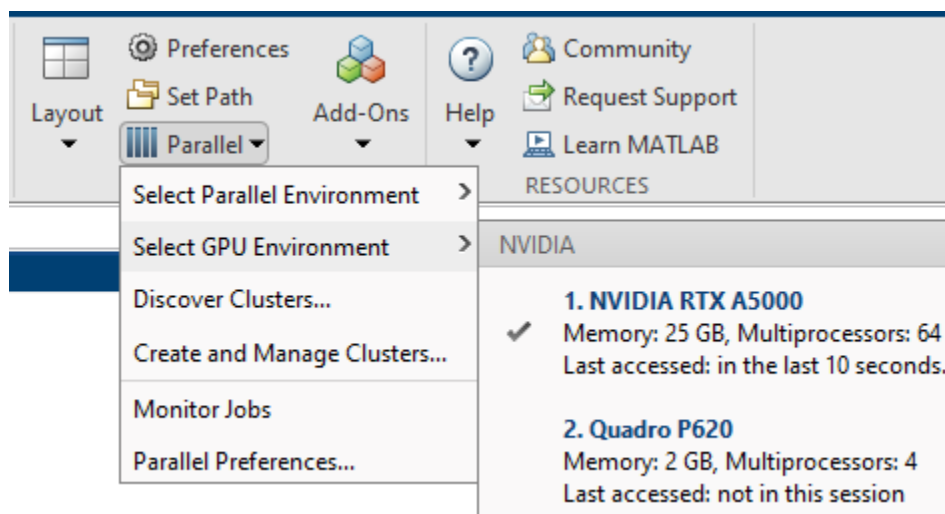 Layout
Preferences
Set Path
Parallel
Add-Ons
?
Help
Community
Request Support
Learn MATLAB
RESOURCES
Select Parallel Environment
Select GPU Environment
Discover Clusters...
Create and Manage Clusters...
Monitor Jobs
Parallel Preferences...
NVIDIA
1. NVIDIA RTX A5000
Memory: 25 GB, Multiprocessors: 64
Last accessed: in the last 10 seconds.
2. Quadro P620
Memory: 2 GB, Multiprocessors: 4
Last accessed: not in this session